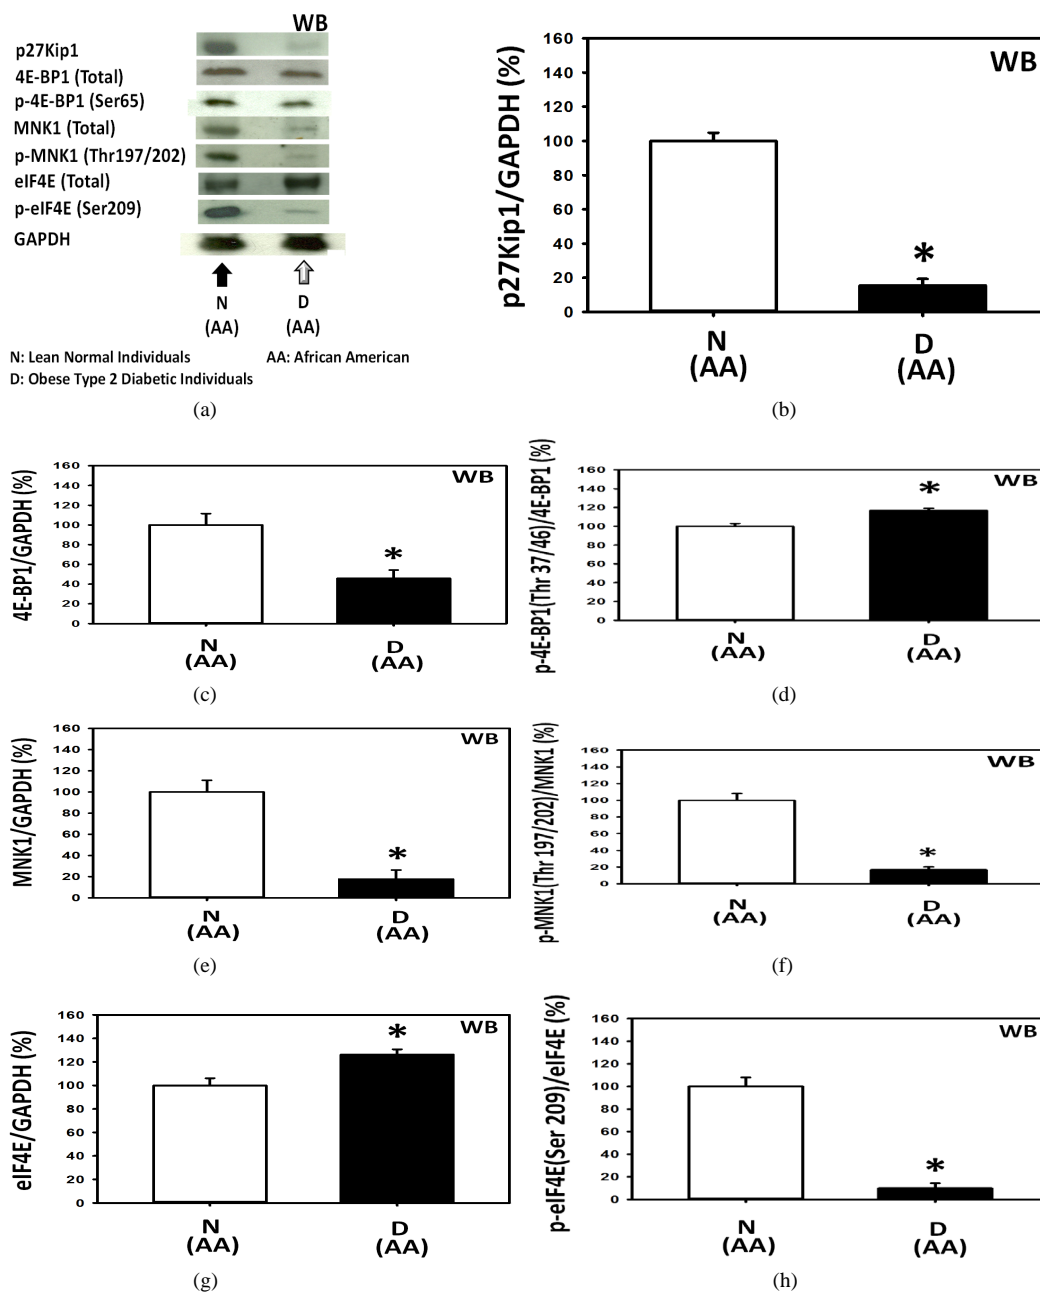 WB
p27Kip1
4E-BP1 (Total)
p-4E-BP1 (Ser65)
MNK1 (Total)
p-MNK1 (Thr197/202)
eIF4E (Total)
p-eIF4E (Ser209)
GAPDH
N D
(AA) (AA)
N: Lean Normal Individuals AA: African American
D: Obese Type 2 Diabetic Individuals
(a)
p27Kip1/GAPDH (%)
160
140
120
100
80
60
40
20
0
WB
*
N D
(AA) (AA)
(b)
4E-BP1/GAPDH (%)
160
140
120
100
80
60
40
20
0
WB
*
N D
(AA) (AA)
(c)
p-4E-BP1(Thr 37/46)/4E-BP1 (%)
160
140
120
100
80
60
40
20
0
WB
*
N D
(AA) (AA)
(d)
MNK1/GAPDH (%)
160
140
120
100
80
60
40
20
0
WB
*
N D
(AA) (AA)
(e)
p-MNK1(Thr 197/202)/MNK1 (%)
160
140
120
100
80
60
40
20
0
WB
*
N D
(AA) (AA)
(f)
eIF4E/GAPDH (%)
160
140
120
100
80
60
40
20
0
WB
*
N D
(AA) (AA)
(g)
p-eIF4E(Ser 209)/eIF4E (%)
160
140
120
100
80
60
40
20
0
WB
*
N D
(AA) (AA)
(h)